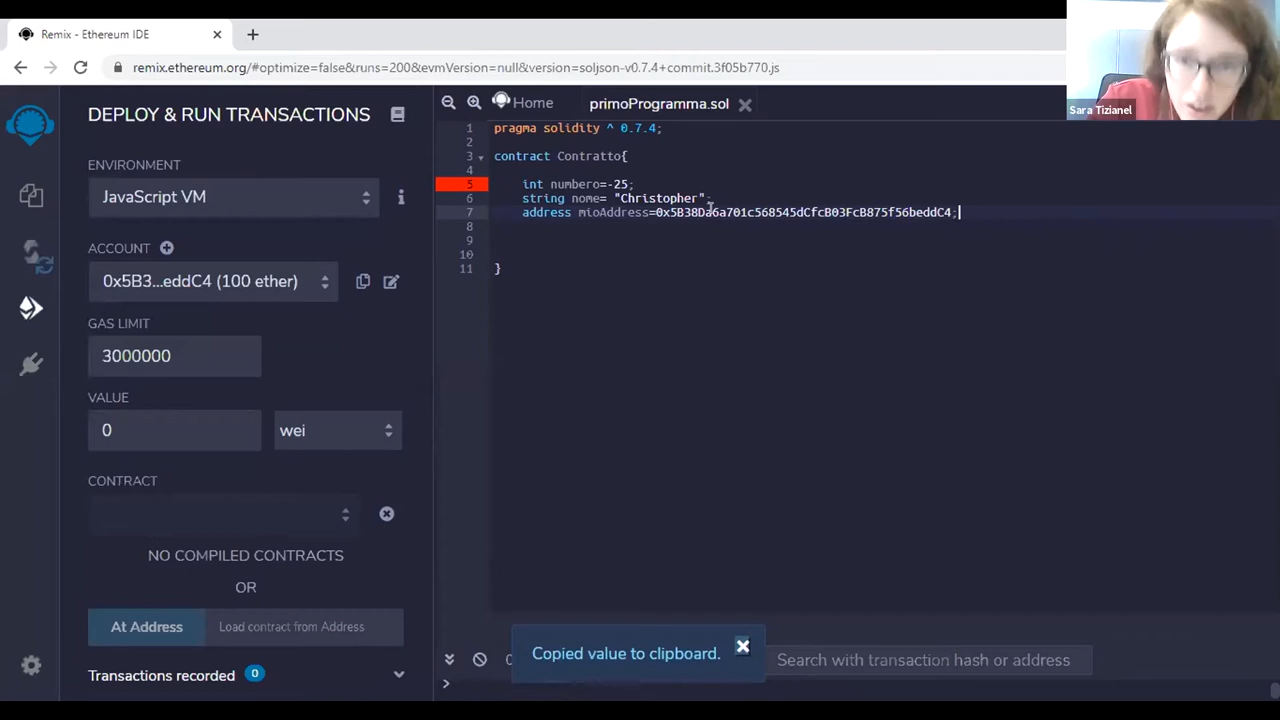 Remix - Ethereum IDE
remix.ethereum.org/#optimize=false&runs=200&evmVersion=null&version=soljson-v0.7.4+commit.3f05b770.js
Sara Tizianel
DEPLOY & RUN TRANSACTIONS
ENVIRONMENT
JavaScript VM
ACCOUNT
0x5B3...eddC4 (100 ether)
GAS LIMIT
3000000
VALUE
0
wei
CONTRACT
NO COMPILED CONTRACTS
OR
At Address
Load contract from Address
Transactions recorded
0
Home
primoProgramma.sol
1 pragma solidity ^ 0.7.4;
2
3 contract Contratto{
4
5 int numbero=-25;
6 string nome= "Christopher";
7 address mioAddress=0x5B38Da6a701c568545dCfcB03FcB875f56beddC4;
8
9
10
11 }
Copied value to clipboard.
Search with transaction hash or address
>